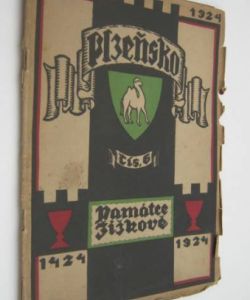 1924
Plzeňsko
čís. 6
Památce
Žižkově
1424
1924